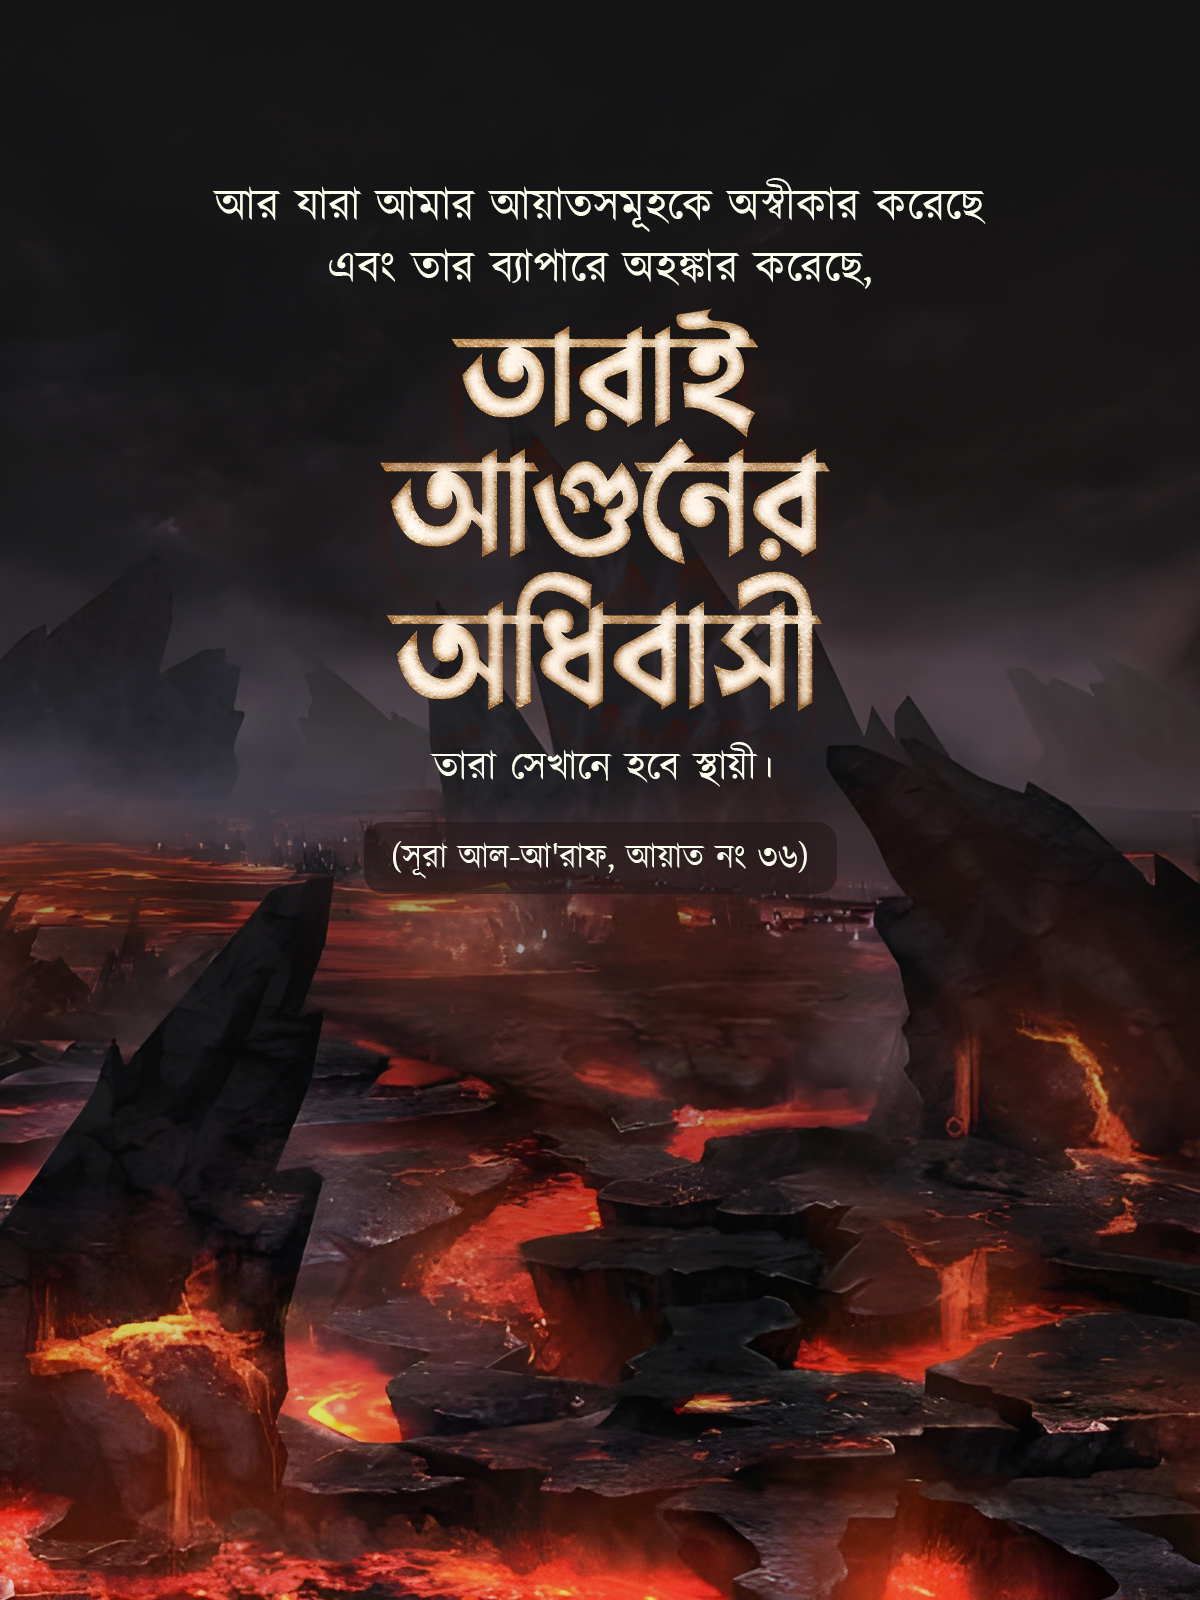 আর যারা আমার আয়াতসমূহকে অস্বীকার করেছে
এবং তার ব্যাপারে অহঙ্কার করেছে,
তারাই
আগুনের
অধিবাসী
তারা সেখানে হবে স্থায়ী।
(সূরা আল-আ'রাফ, আয়াত নং ৩৬)